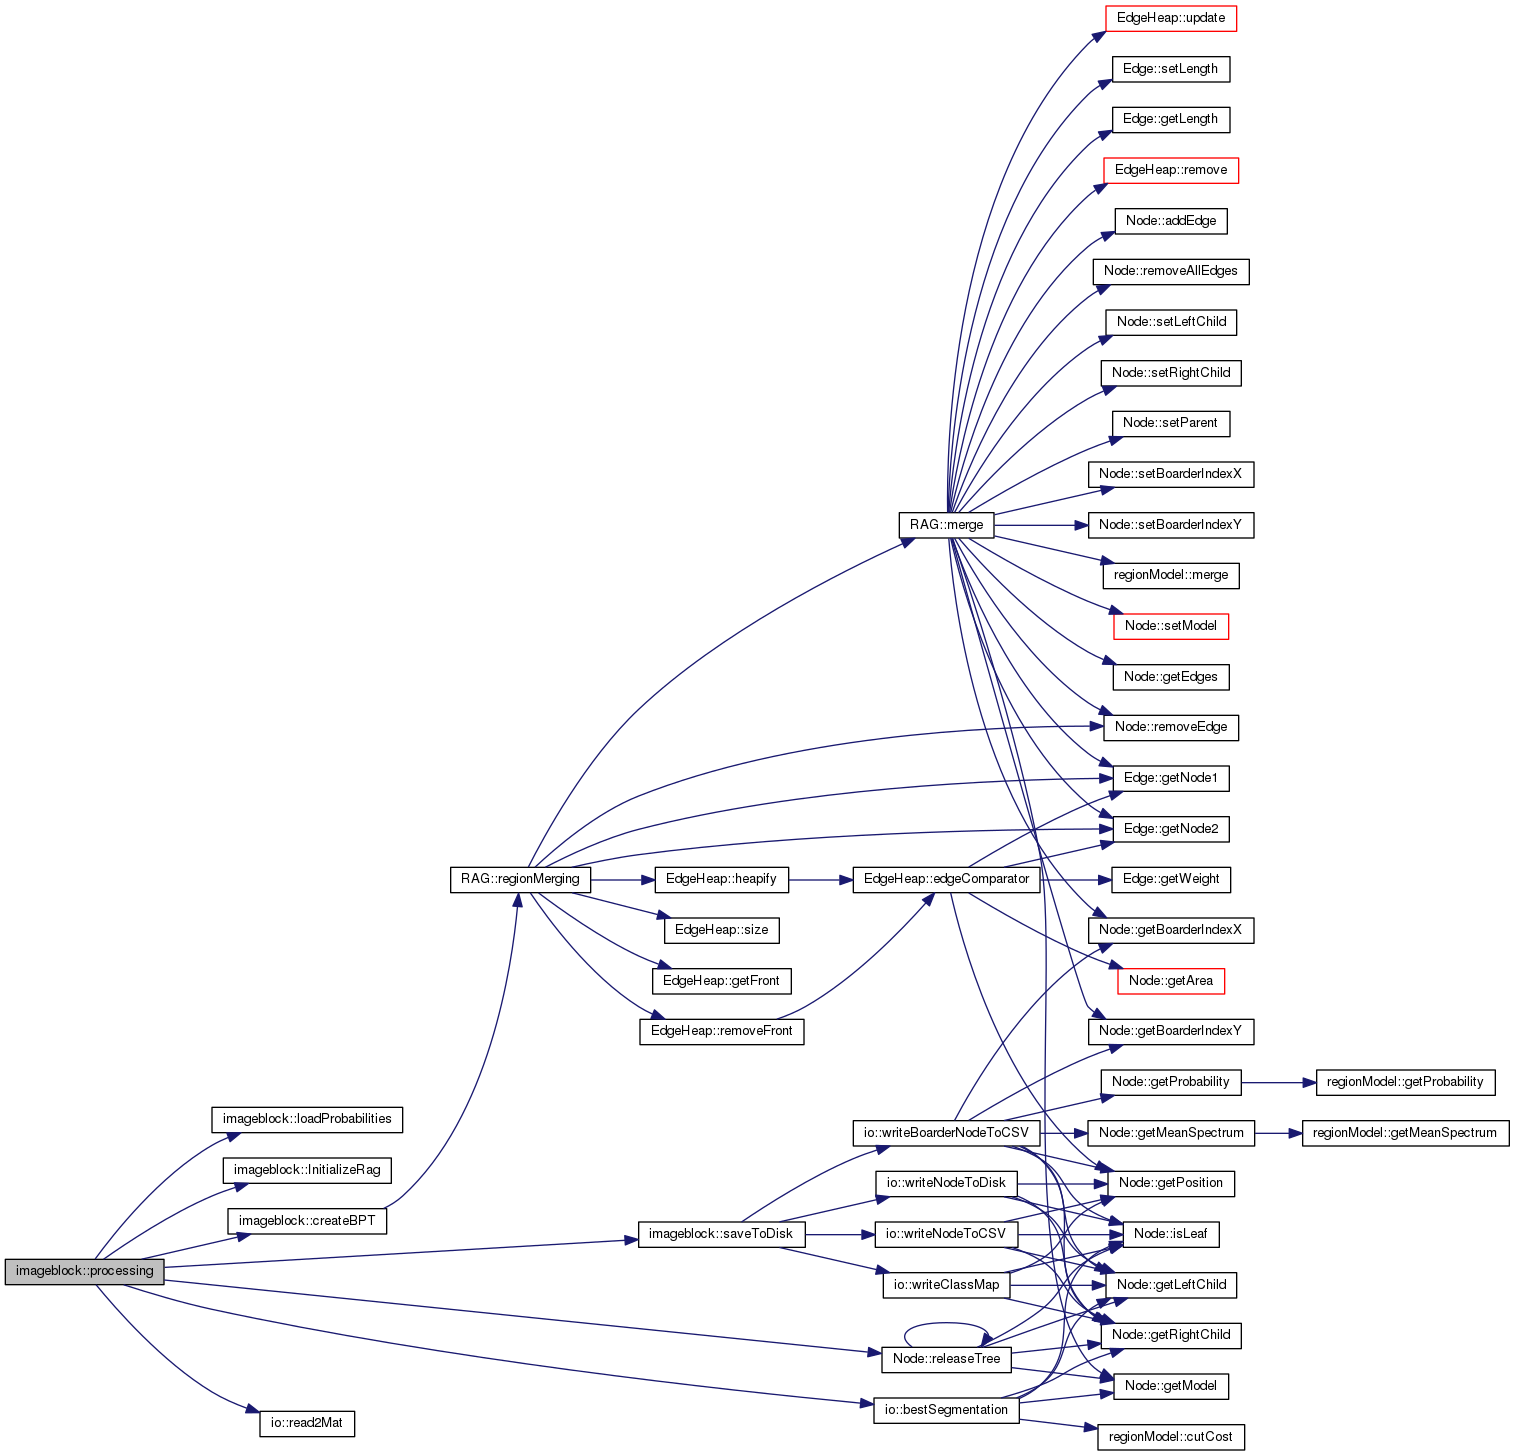 EdgeHeap::update
Edge::setLength
Edge::getLength
EdgeHeap::remove
Node::addEdge
Node::removeAllEdges
Node::setLeftChild
Node::setRightChild
Node::setParent
Node::setBoarderIndexX
RAG::merge
Node::setBoarderIndexY
regionModel::merge
Node::setModel
Node::getEdges
Node::removeEdge
Edge::getNode1
Edge::getNode2
RAG::regionMerging
EdgeHeap::heapify
EdgeHeap::edgeComparator
Edge::getWeight
EdgeHeap::size
Node::getBoarderIndexX
EdgeHeap::getFront
Node::getArea
EdgeHeap::removeFront
Node::getBoarderIndexY
Node::getProbability
regionModel::getProbability
imageblock::loadProbabilities
io::writeBoarderNodeToCSV
Node::getMeanSpectrum
regionModel::getMeanSpectrum
imageblock::InitializeRag
io::writeNodeToDisk
Node::getPosition
imageblock::createBPT
imageblock::saveToDisk
io::writeNodeToCSV
Node::isLeaf
imageblock::processing
io::writeClassMap
Node::getLeftChild
Node::getRightChild
Node::releaseTree
Node::getModel
io::bestSegmentation
io::read2Mat
regionModel::cutCost